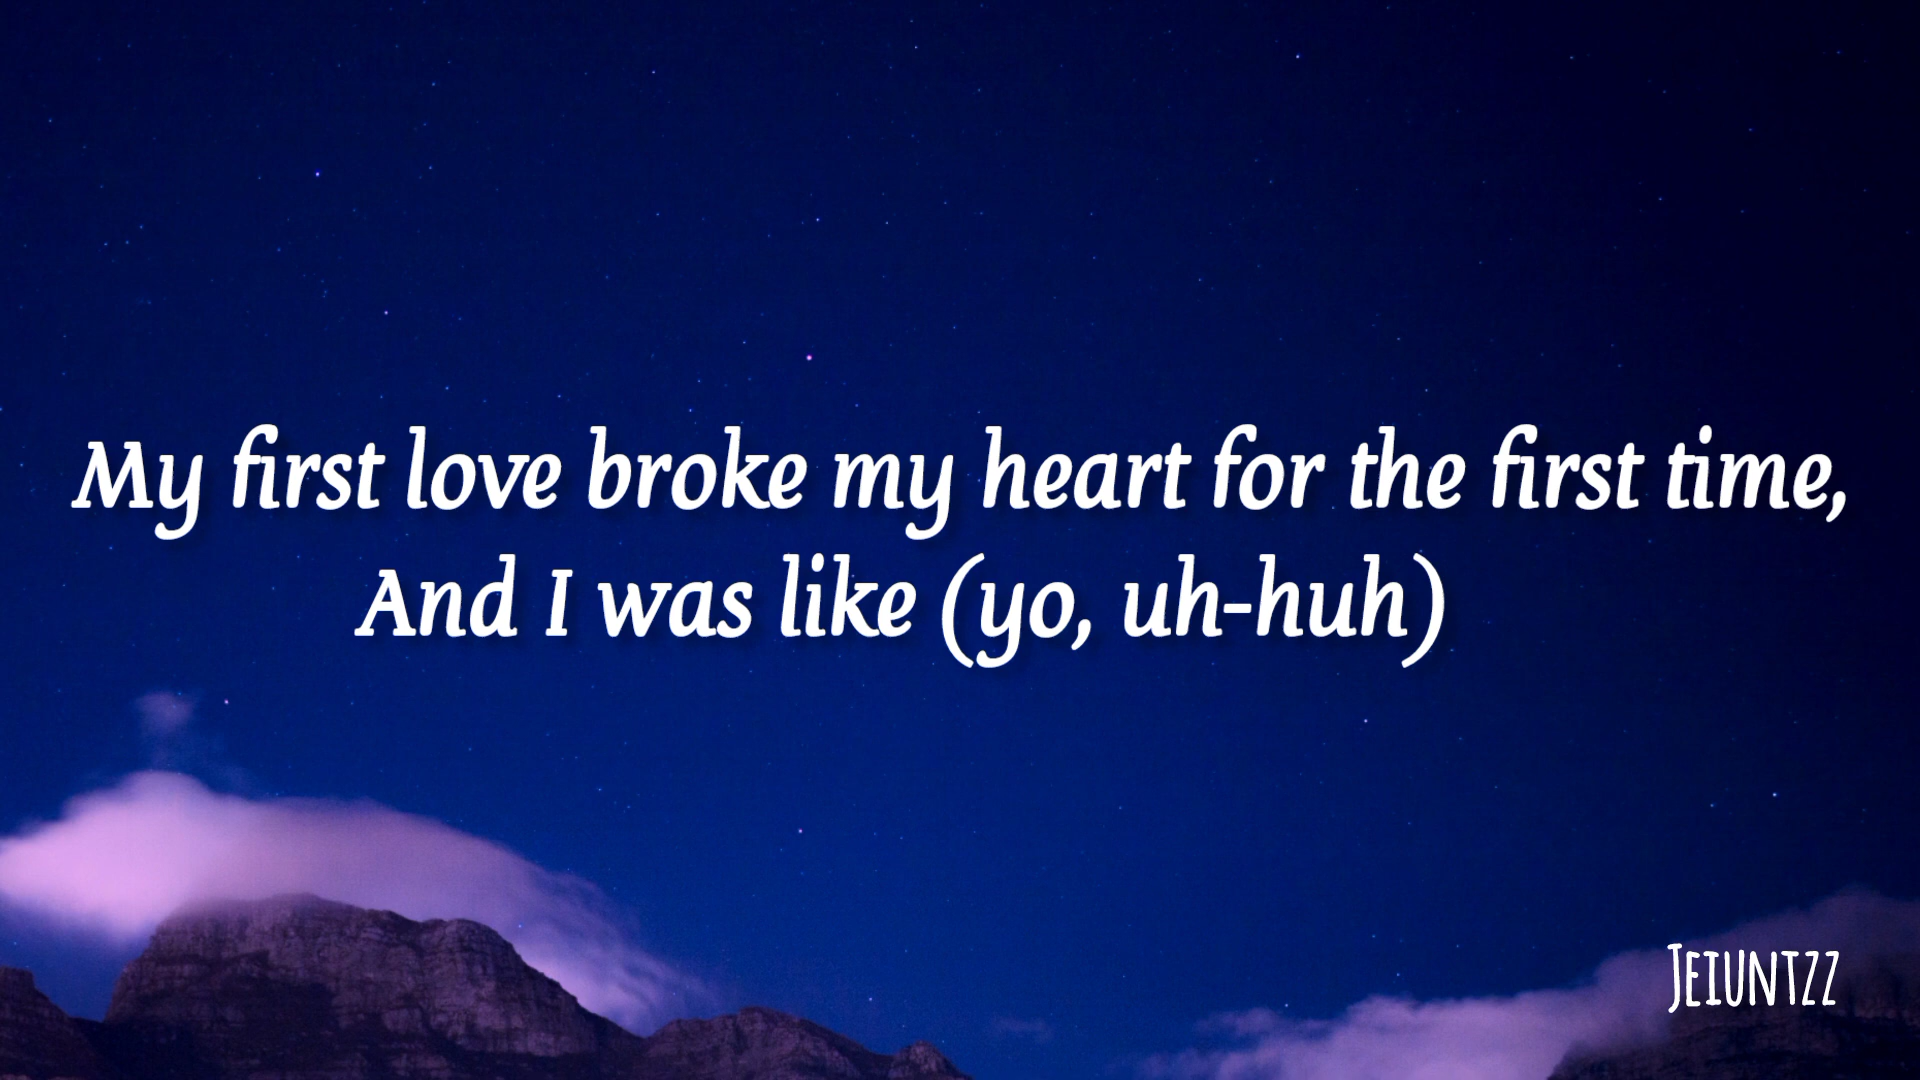 My first love broke my heart for the first time,
And I was like (yo, uh-huh)
Jeiuntzz